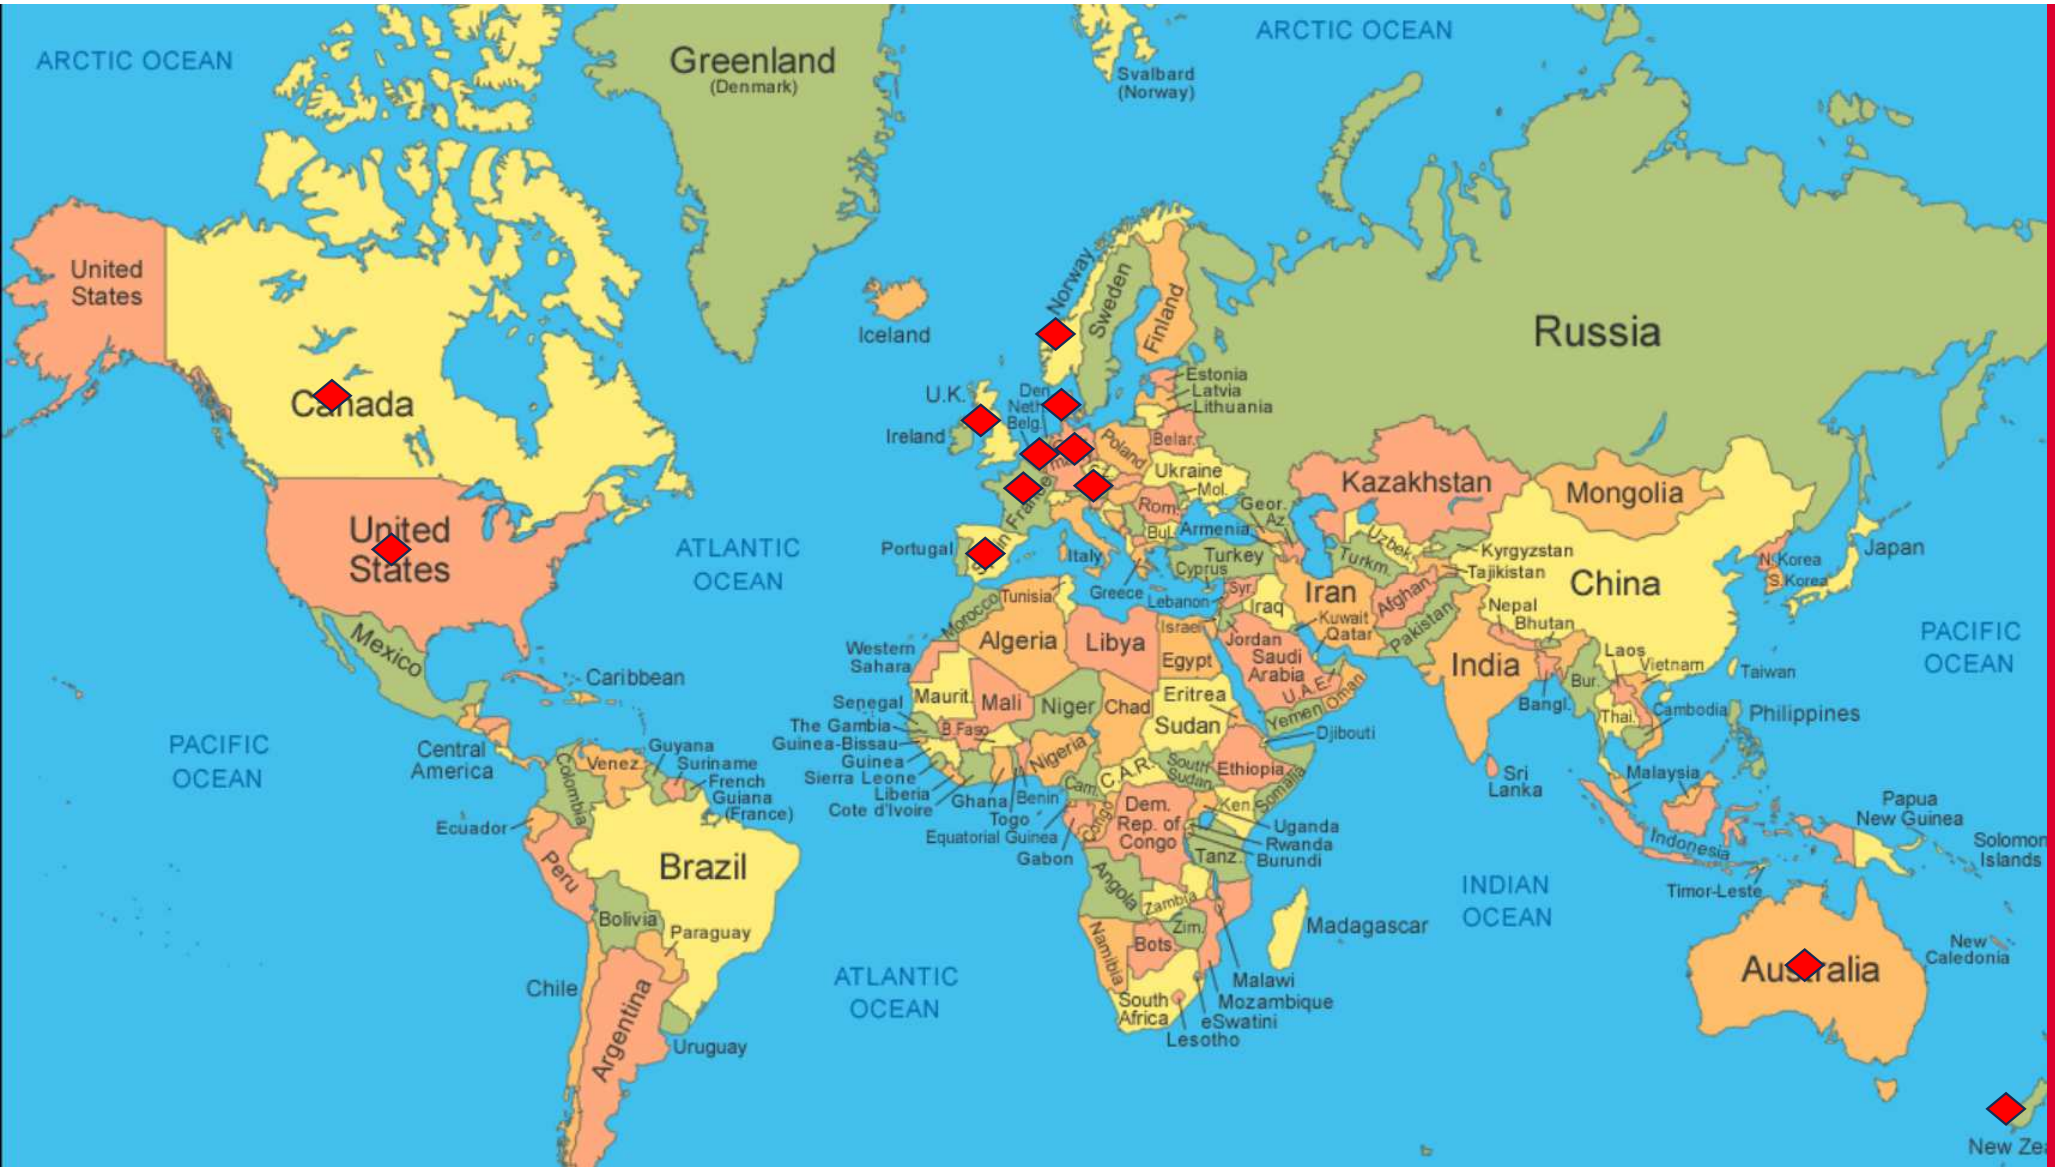 ARCTIC OCEAN
Greenland
(Denmark)
Svalbard
(Norway)
ARCTIC OCEAN
United
States
Iceland
Norway
Sweden
Finland
Russia
Canada
U.K.
Ireland
Den
Neth
Belg.
Estonia
Latvia
Lithuania
Belar.
Poland
Ukraine
Mol.
France
Rom.
Bul.
Geor.
Az.
Armenia
Kazakhstan
Mongolia
United
States
ATLANTIC
OCEAN
Portugal
Italy
Greece
Turkey
Cyprus
Lebanon
Syr.
Iraq
Israel
Jordan
Iran
Kuwait
Qatar
Turkm.
Uzbek.
Kyrgyzstan
Tajikistan
Afghan.
Pakistan
China
Nepal
Bhutan
N.Korea
S.Korea
Japan
PACIFIC
OCEAN
Mexico
Caribbean
Morocco
Tunisia
Algeria
Libya
Egypt
Western
Sahara
Saudi
Arabia
U.A.E.
Oman
Yemen
India
Bangl.
Bur.
Laos
Vietnam
Taiwan
Thai.
Cambodia
Philippines
PACIFIC
OCEAN
Central
America
Senegal
The Gambia
Guinea-Bissau
Guinea
Sierra Leone
Liberia
Cote d'Ivoire
Maurit.
Mali
B.Faso
Niger
Chad
Eritrea
Sudan
Djibouti
Nigeria
Ghana
Togo
Benin
Cam.
C.A.R.
South
Sudan
Ethiopia
Somalia
Sri
Lanka
Malaysia
Guyana
Suriname
French
Guiana
(France)
Venez.
Colombia
Ecuador
Peru
Brazil
Equatorial Guinea
Gabon
Congo
Dem.
Rep. of
Congo
Ken.
Uganda
Rwanda
Burundi
Tanz.
Indonesia
Papua
New Guinea
Solomon
Islands
Timor-Leste
INDIAN
OCEAN
Bolivia
Paraguay
Angola
Zambia
Zim.
Namibia
Bots.
Madagascar
Malawi
Mozambique
eSwatini
Lesotho
South
Africa
ATLANTIC
OCEAN
Chile
Argentina
Uruguay
Australia
New
Caledonia
New Zea